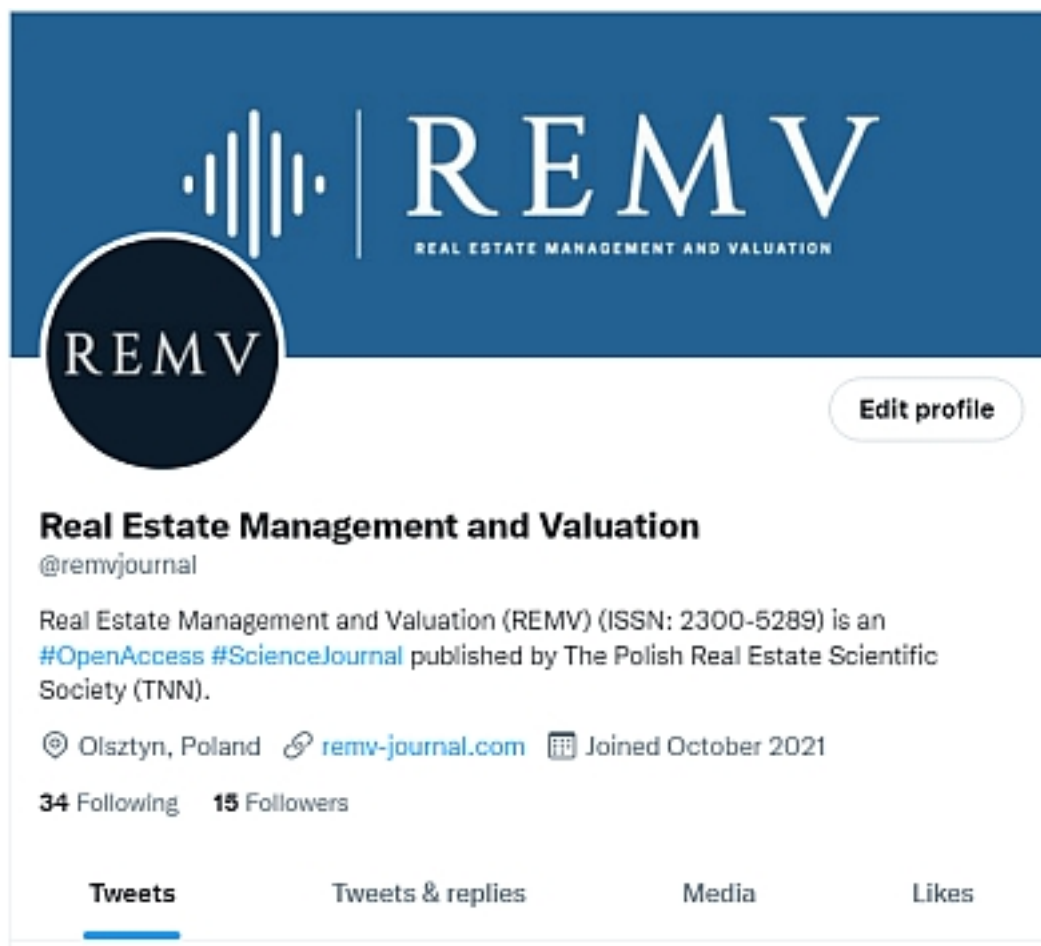 REMV
REAL ESTATE MANAGEMENT AND VALUATION
REMV
Edit profile
Real Estate Management and Valuation
@remvjournal
Real Estate Management and Valuation (REMV) (ISSN: 2300-5289) is an
#OpenAccess #ScienceJournal published by The Polish Real Estate Scientific
Society (TNN).
Olsztyn, Poland remv-journal.com Joined October 2021
34 Following 15 Followers
Tweets Tweets & replies Media Likes